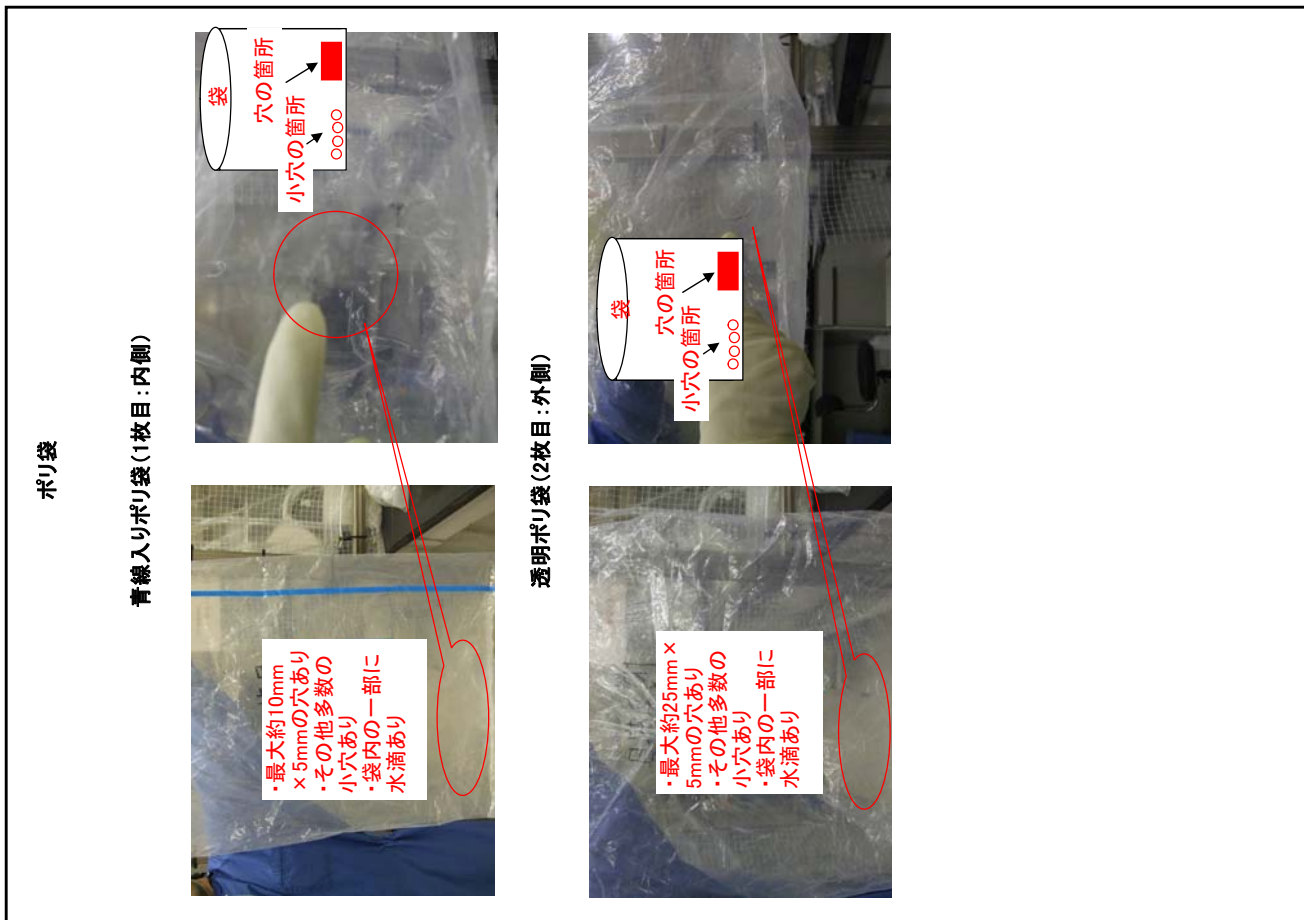 ポリ袋
青線入りポリ袋(1枚目:内側)
・最大約10mm
×5mmの穴あり
・その他多数の
小穴あり
・袋内の一部に
水滴あり
袋
穴の箇所
小穴の箇所
透明ポリ袋(2枚目:外側)
・最大約25mm×
5mmの穴あり
・その他多数の
小穴あり
・袋内の一部に
水滴あり
袋
穴の箇所
小穴の箇所